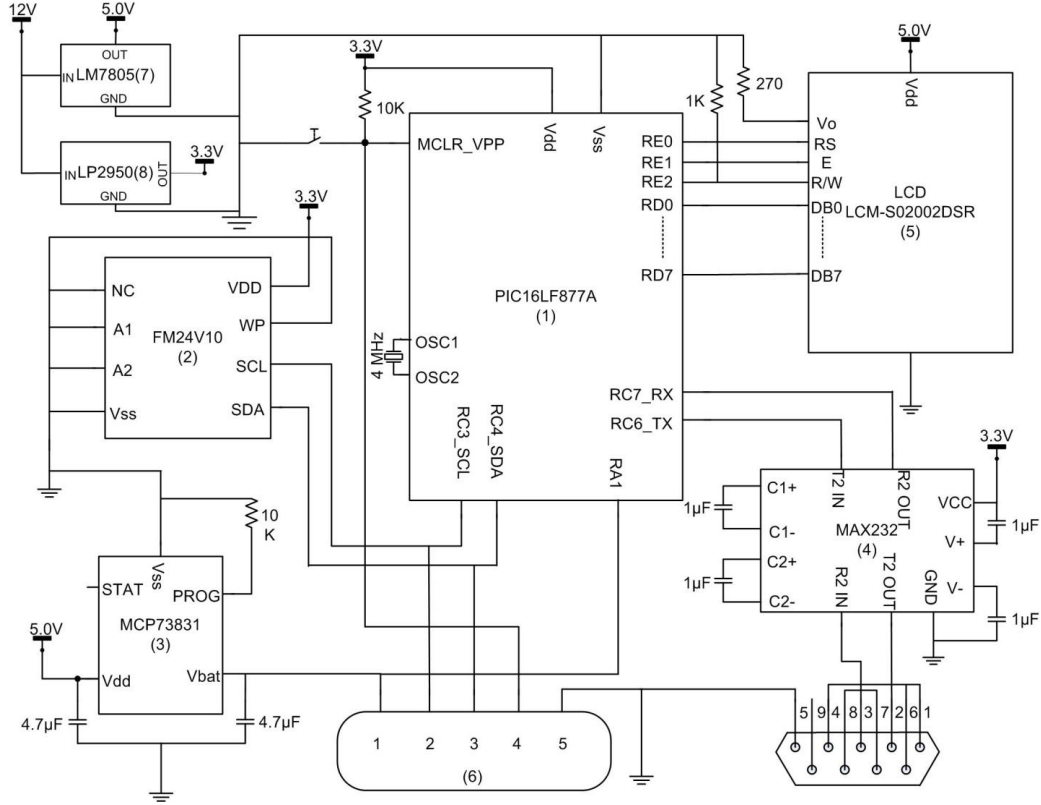 12V
5.0V
OUT
IN LM7805(7)
GND
IN LP2950(8) OUT
3.3V
GND
3.3V
10K
MCLR_VPP
Vdd
Vss
1K
270
RE0
RE1
RE2
RD0
RD7
PIC16LF877A
(1)
4 MHz
OSC1
OSC2
RC3_SCL
RC4_SDA
RC7_RX
RC6_TX
RA1
5.0V
Vdd
Vo
RS
E
R/W
DB0
DB7
LCD
LCM-S02002DSR
(5)
3.3V
NC
A1
A2
Vss
VDD
WP
SCL
SDA
FM24V10
(2)
10
K
Vss
STAT
PROG
MCP73831
(3)
5.0V
Vdd
Vbat
4.7µF
4.7µF
1 2 3 4 5
(6)
3.3V
C1+
C1-
C2+
C2-
1µF
1µF
T2 IN
R2 OUT
MAX232
(4)
R2 IN
T2 OUT
GND
VCC
V+
V-
1µF
1µF
5 9 4 8 3 7 2 6 1